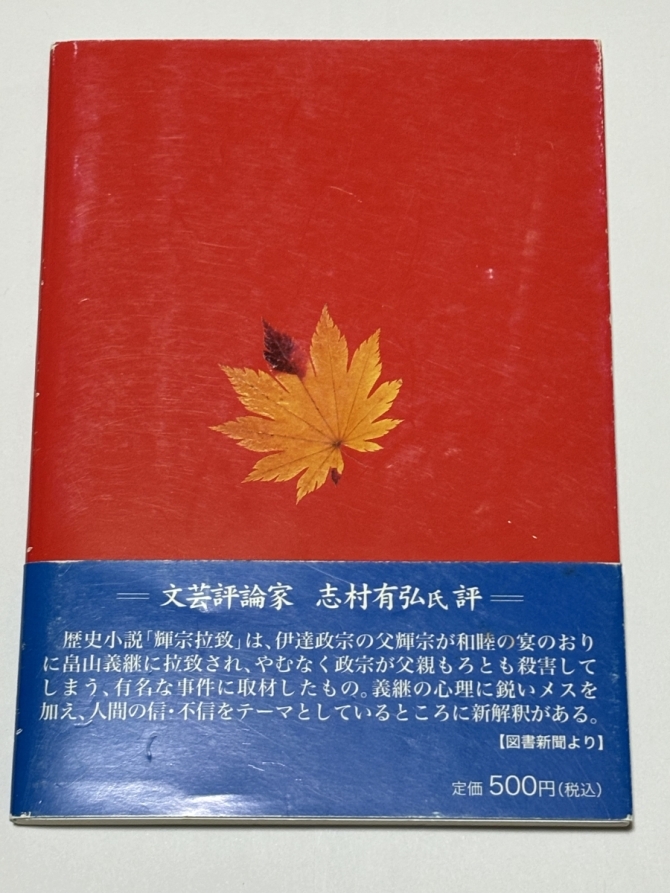 文芸評論家 志村有弘氏評
歴史小説「輝宗拉致」は、伊達政宗の父輝宗が和睦の宴のおり
に畠山義継に拉致され、やむなく政宗が父親もろとも殺害して
しまう、有名な事件に取材したもの。義継の心理に鋭いメスを
加え、人間の信・不信をテーマとしているところに新解釈がある。
【図書新聞より】
定価 500円(税込)